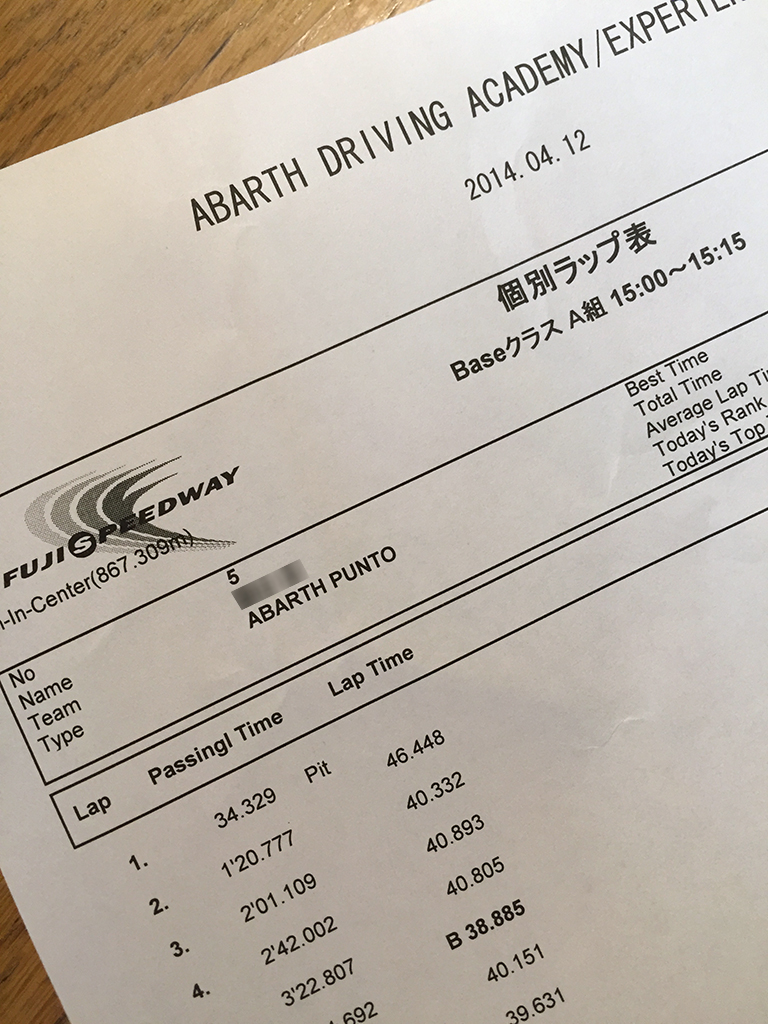 ABARTH DRIVING ACADEMY/EXPERTE
2014.04.12
個別ラップ表
Baseクラス A組 15:00～15:15
Best Time
Total Time
Average Lap Ti
Today's Rank
Today's Top
FUJI SPEEDWAY
-In-Center(867.309m)
No 5
Name
Team
Type ABARTH PUNTO
Lap Passingl Time Lap Time
1. 34.329 Pit
2. 1'20.777 46.448
3. 2'01.109 40.332
4. 2'42.002 40.893
3'22.807 40.805
1.692 B 38.885
40.151
39.631